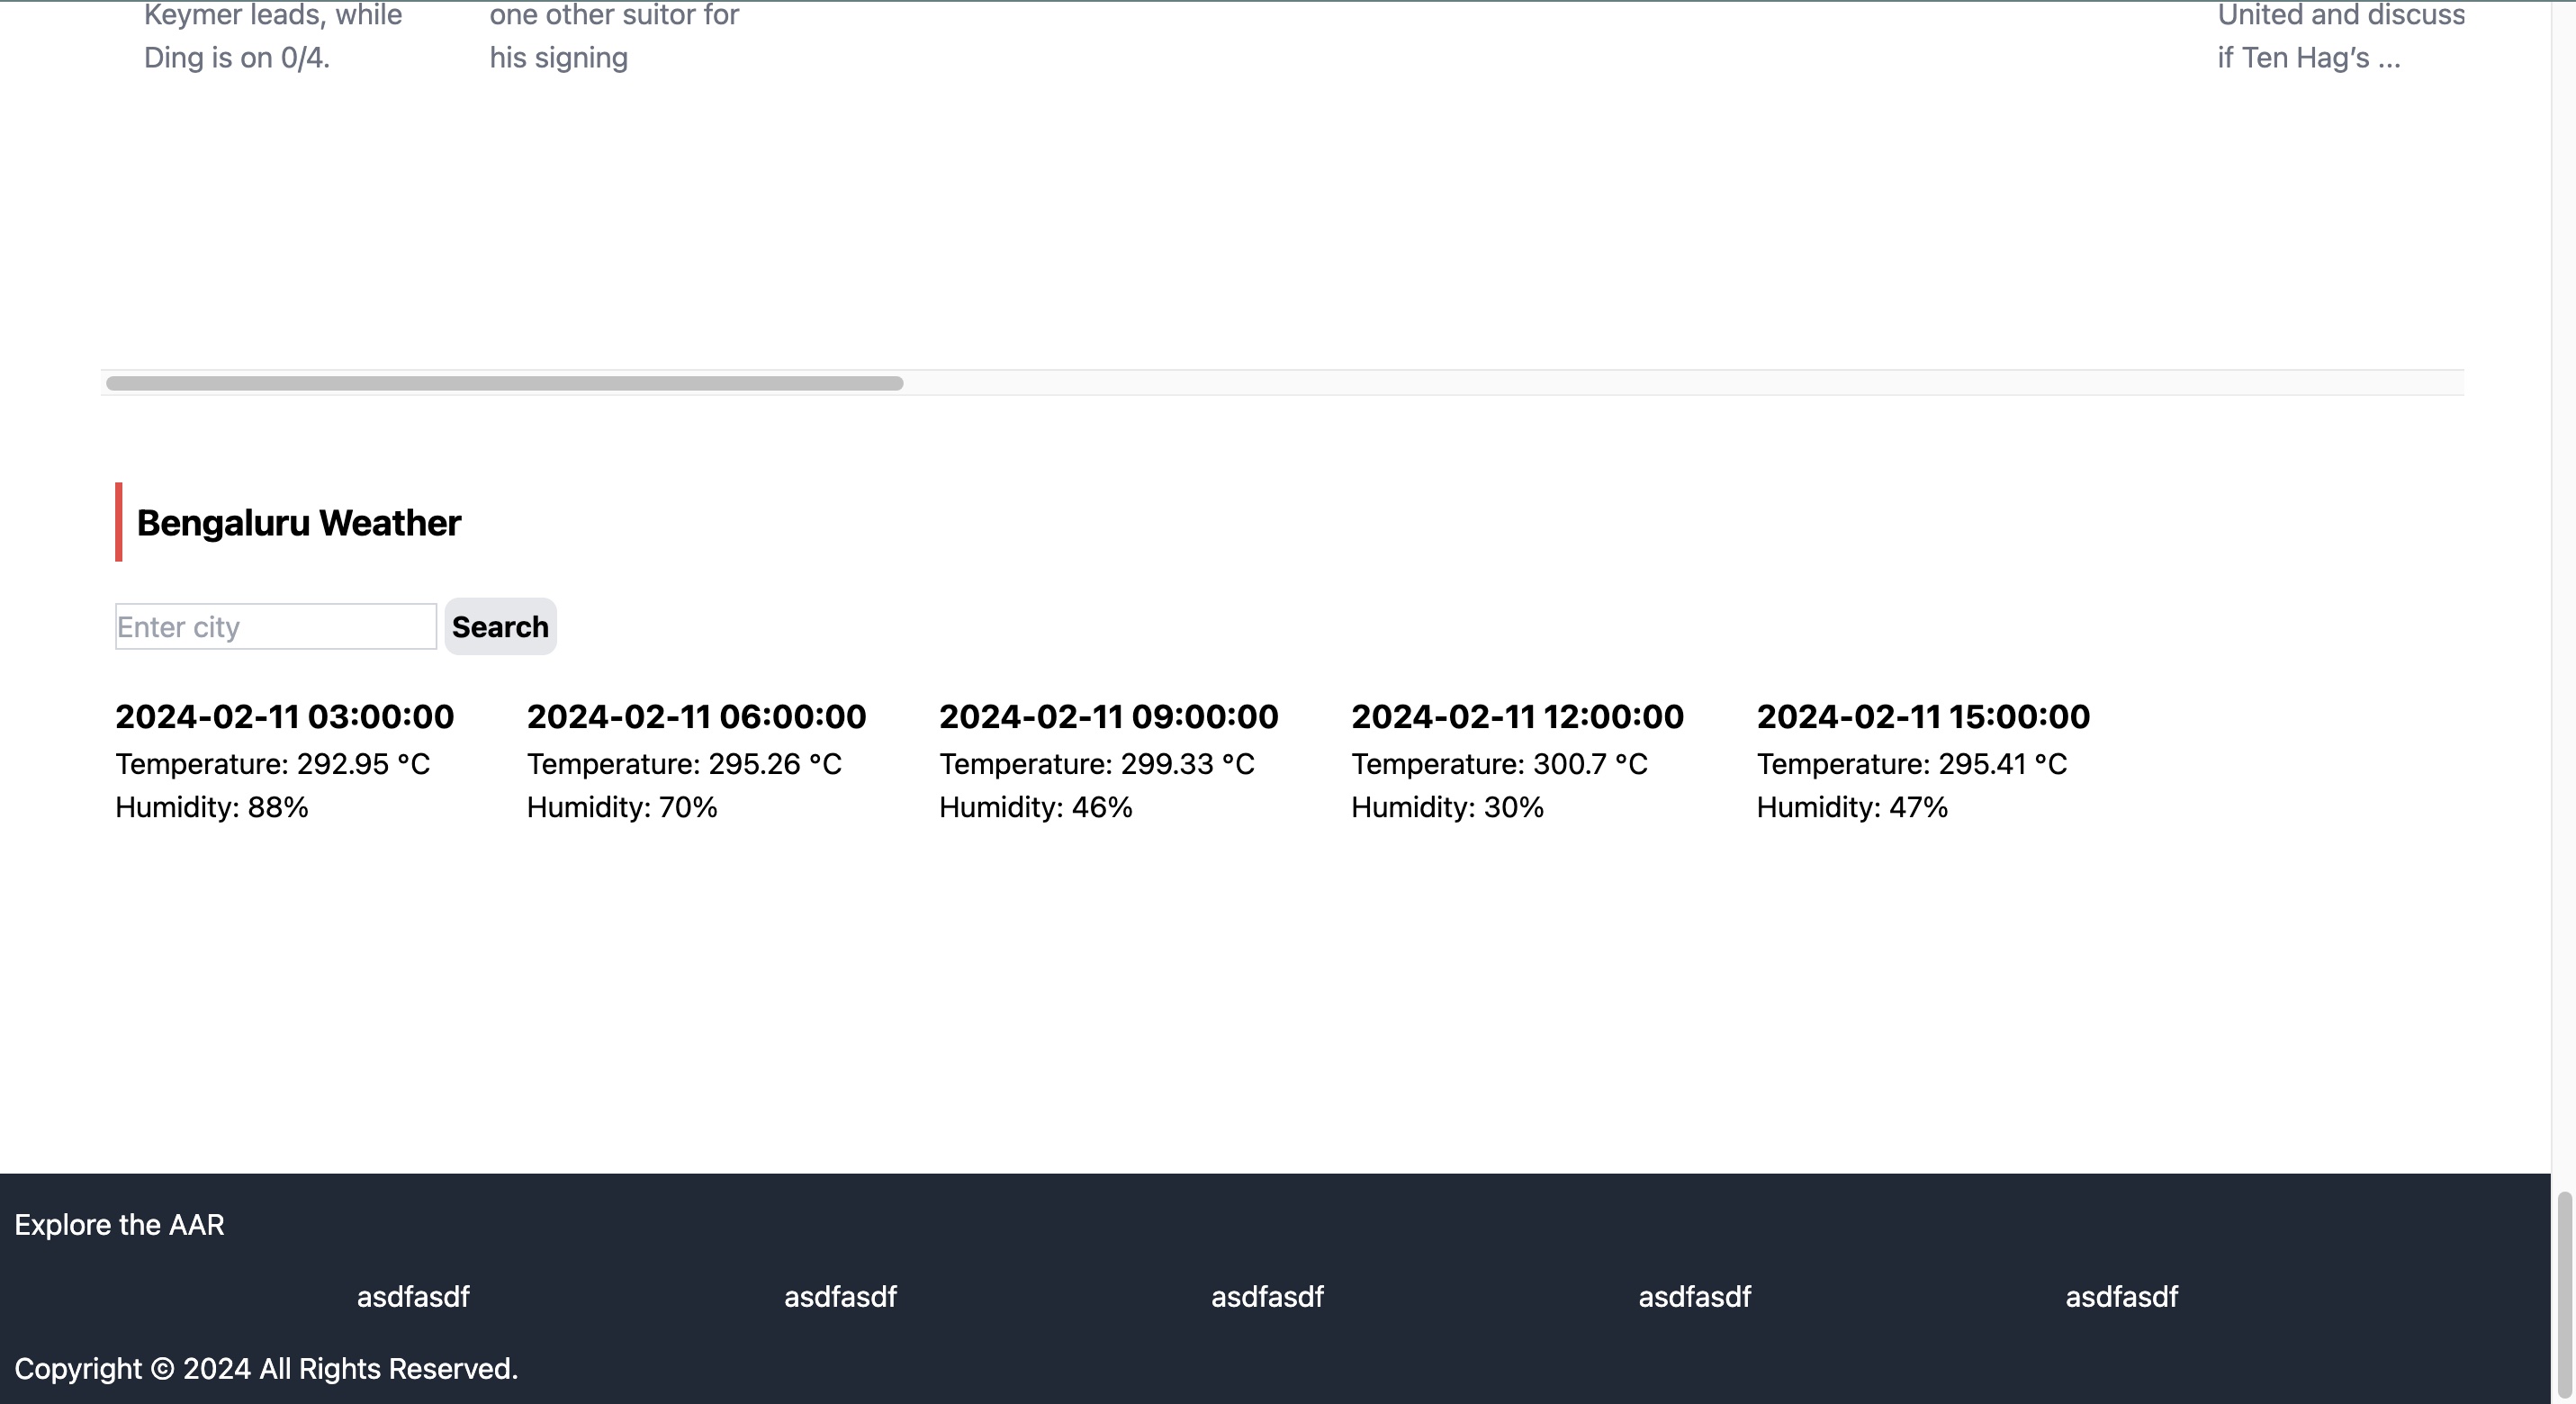 Keymer leads, while
Ding is on 0/4.
one other suitor for
his signing
United and discuss
if Ten Hag’s ...
Bengaluru Weather
Enter city
Search
2024-02-11 03:00:00
Temperature: 292.95 °C
Humidity: 88%
2024-02-11 06:00:00
Temperature: 295.26 °C
Humidity: 70%
2024-02-11 09:00:00
Temperature: 299.33 °C
Humidity: 46%
2024-02-11 12:00:00
Temperature: 300.7 °C
Humidity: 30%
2024-02-11 15:00:00
Temperature: 295.41 °C
Humidity: 47%
Explore the AAR
asdfasdf
asdfasdf
asdfasdf
asdfasdf
asdfasdf
Copyright © 2024 All Rights Reserved.